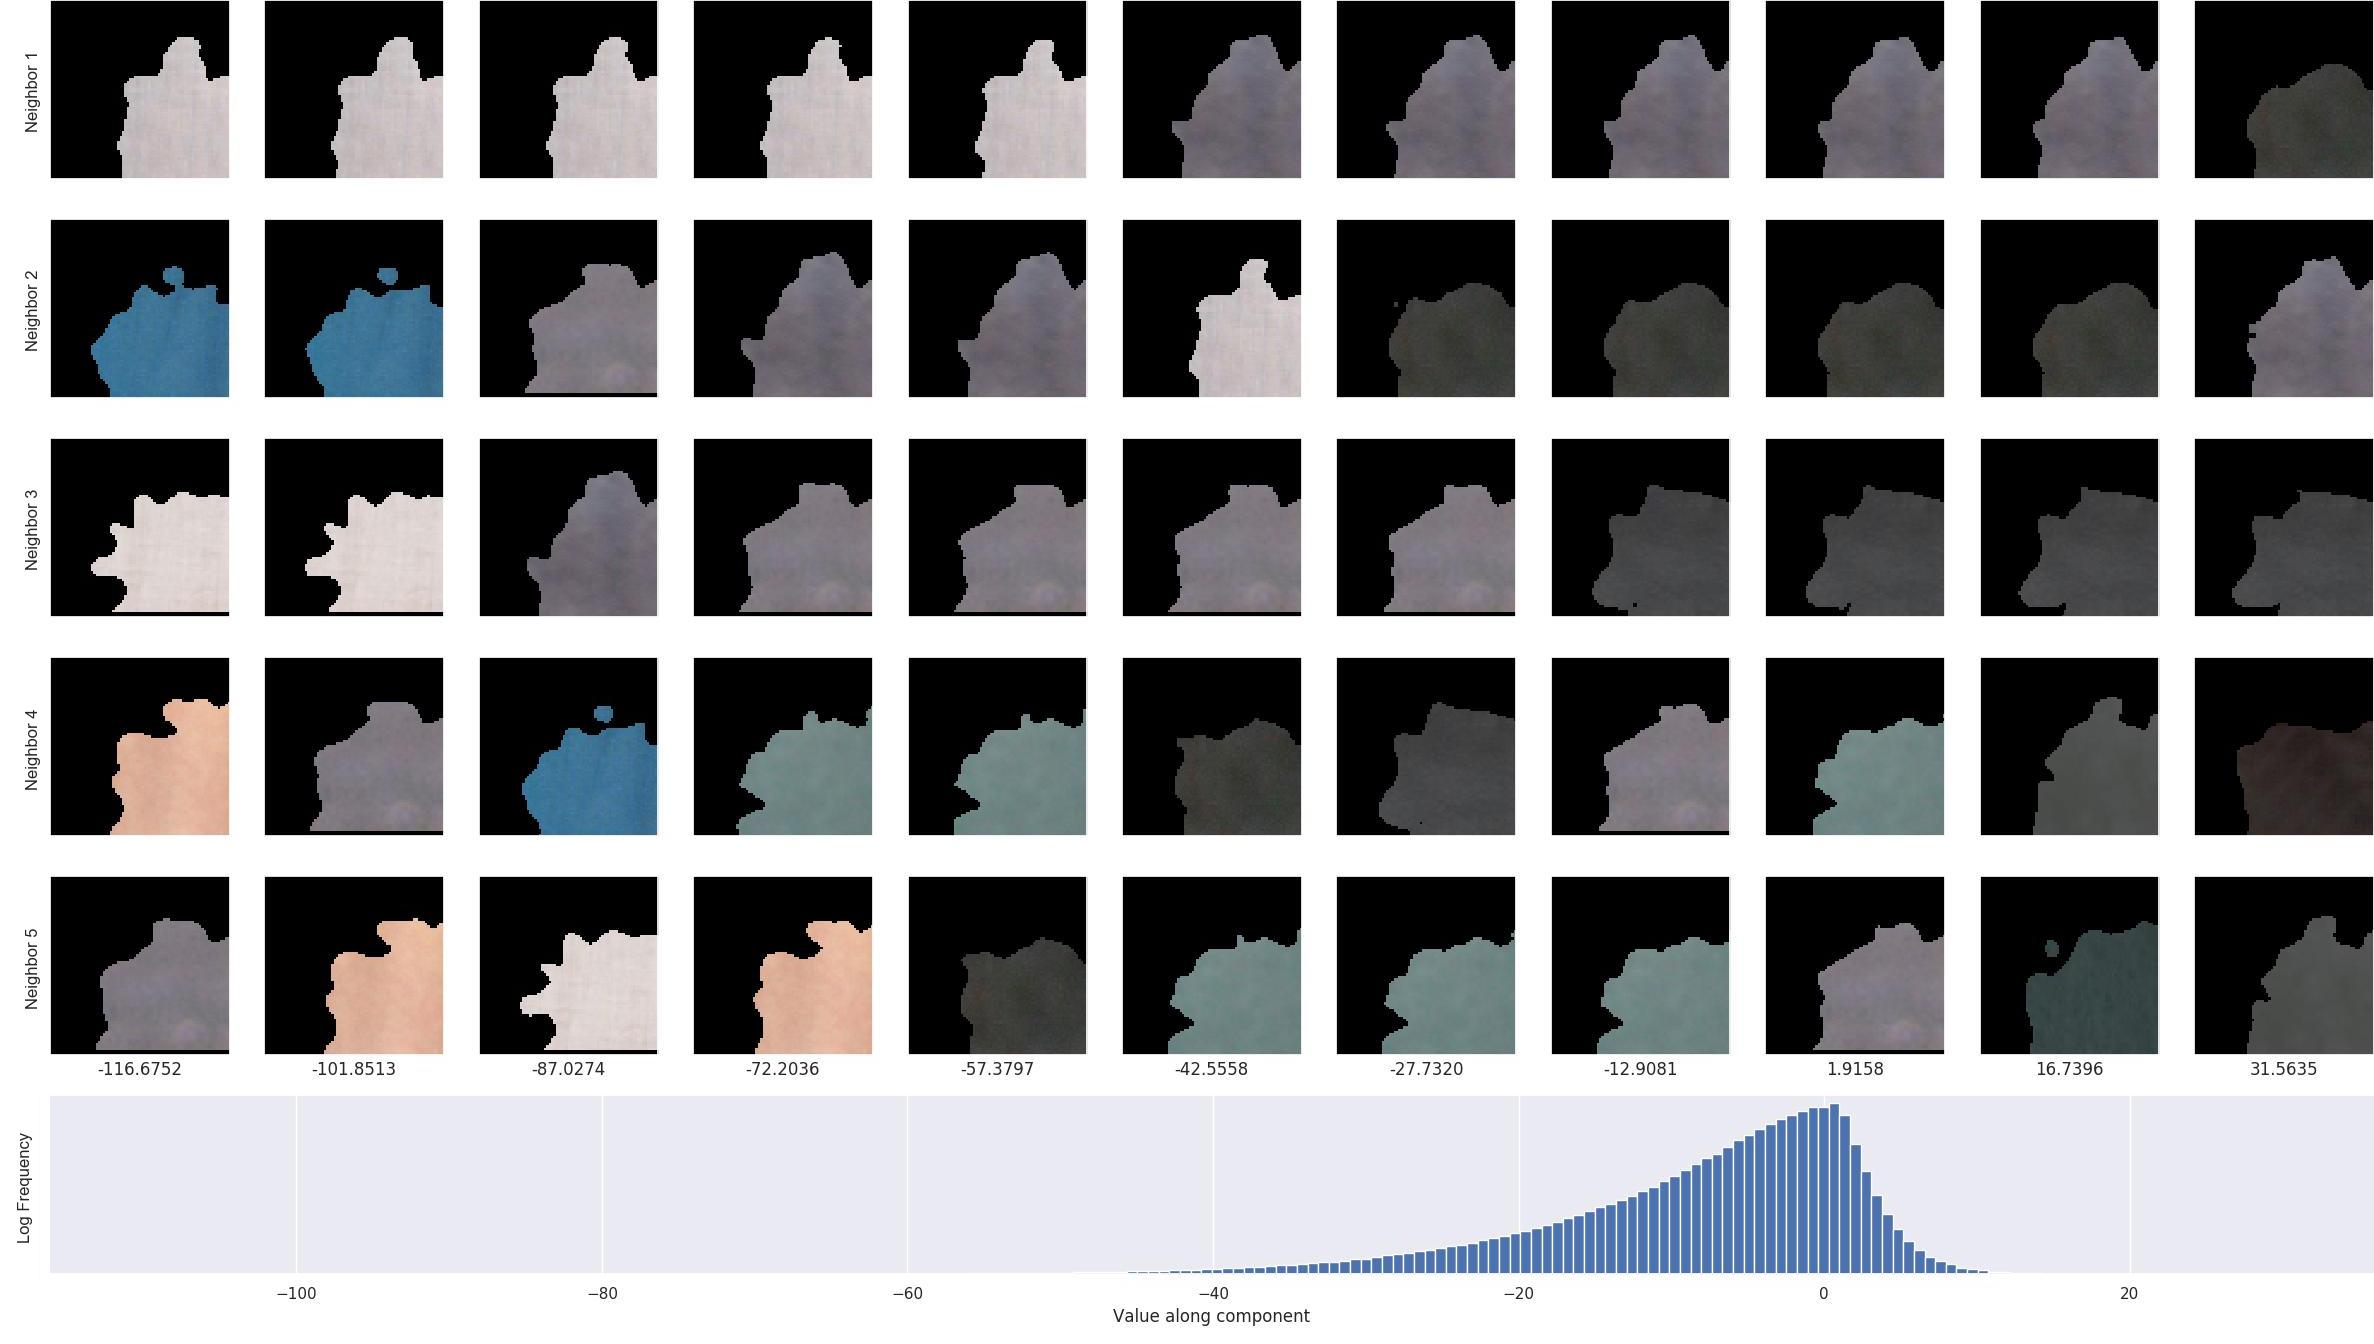 Neighbor 1
Neighbor 2
Neighbor 3
Neighbor 4
Neighbor 5
-116.6752 -101.8513 -87.0274 -72.2036 -57.3797 -42.5558 -27.7320 -12.9081 1.9158 16.7396 31.5635
Log Frequency
−100 −80 −60 −40 −20 0 20
Value along component